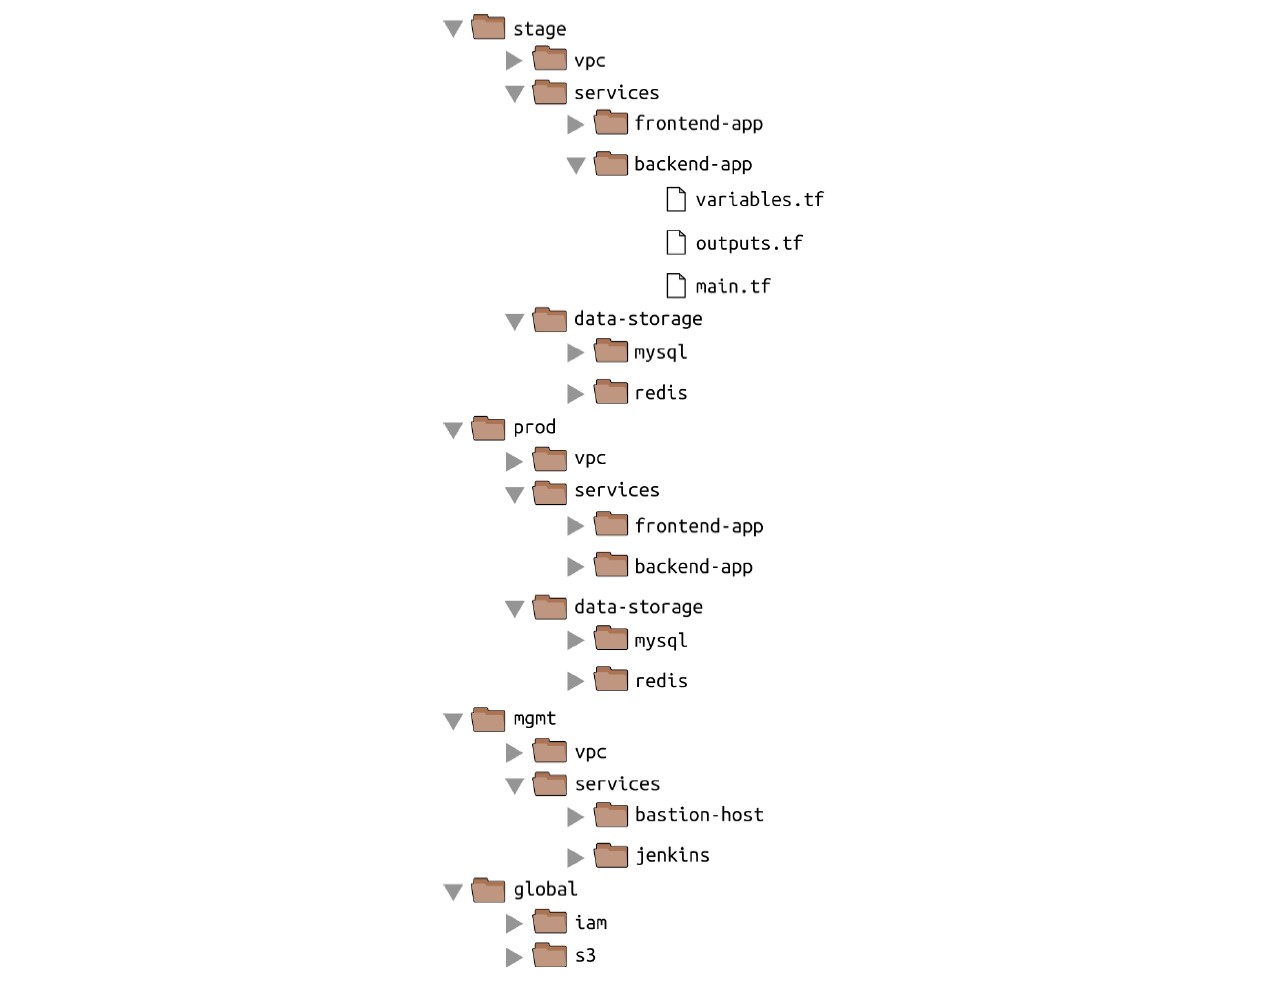 stage
vpc
services
frontend-app
backend-app
variables.tf
outputs.tf
main.tf
data-storage
mysql
redis
prod
vpc
services
frontend-app
backend-app
data-storage
mysql
redis
mgmt
vpc
services
bastion-host
jenkins
global
iam
s3